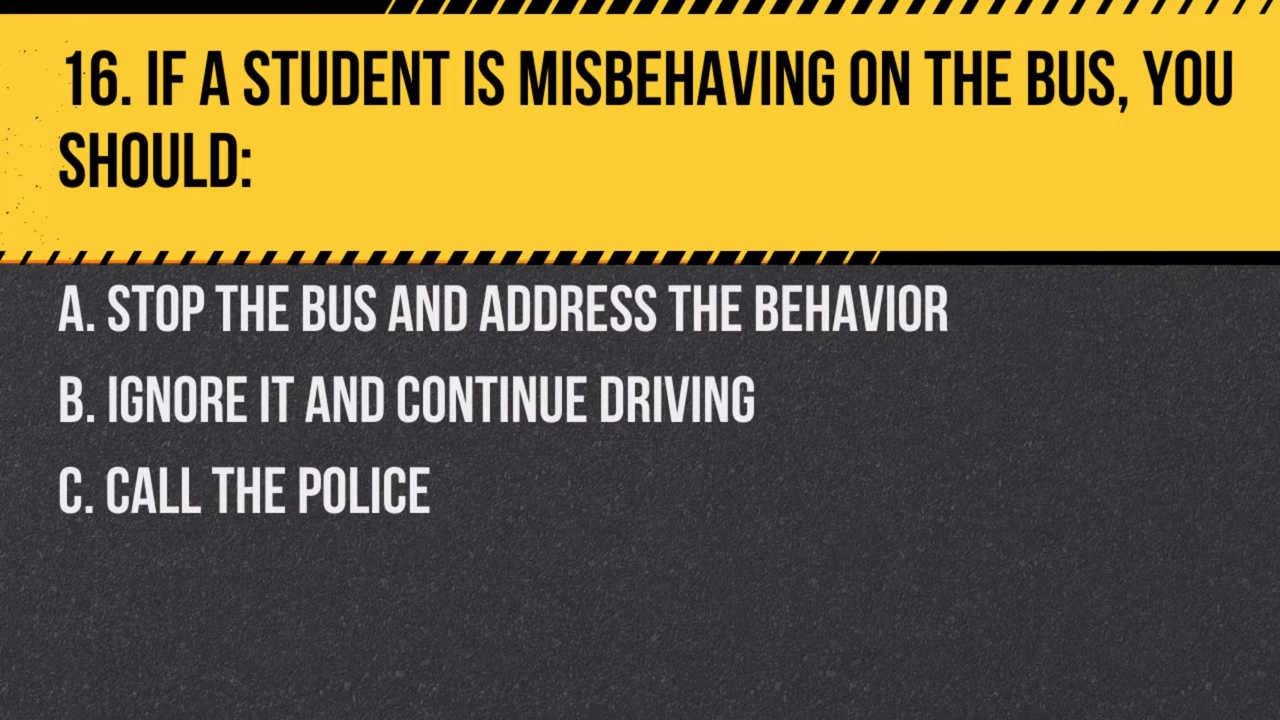 16. IF A STUDENT IS MISBEHAVING ON THE BUS, YOU
SHOULD:
A. STOP THE BUS AND ADDRESS THE BEHAVIOR
B. IGNORE IT AND CONTINUE DRIVING
C. CALL THE POLICE